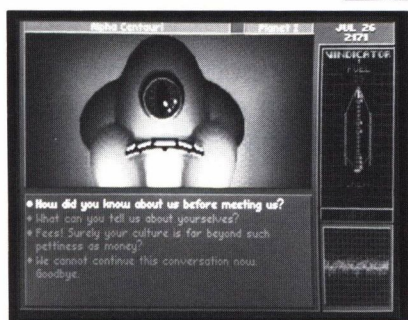 Alpha Centauri
Planet I
JUL 26
2171
VINDICATOR
FUEL
How did you know about us before meeting us?
What can you tell us about yourselves?
Fees! Surely your culture is far beyond such
pettiness as money?
We cannot continue this conversation now.
Goodbye.